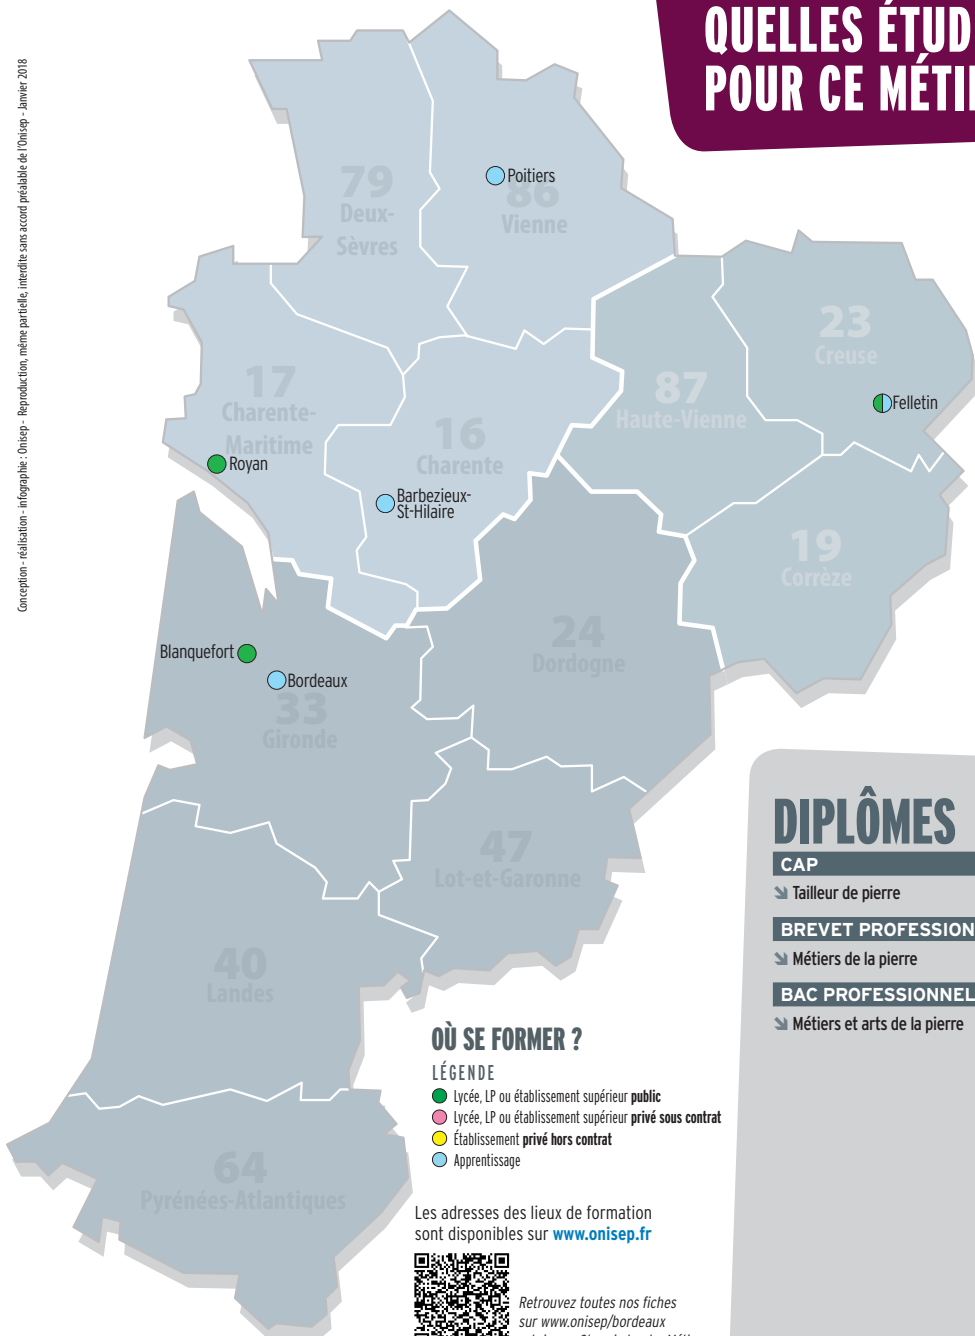 QUELLES ÉTUD
POUR CE MÉTI
Conception - réalisation - infographie : Onisep - Reproduction, même partielle, interdite sans accord préalable de l'Onisep - Janvier 2018
79
Deux-
Sèvres
Poitiers
86
Vienne
23
Creuse
Felletin
87
Haute-Vienne
17
Charente-
Maritime
Royan
16
Charente
Barbezieux-
St-Hilaire
19
Corrèze
24
Dordogne
Blanquefort
Bordeaux
33
Gironde
47
Lot-et-Garonne
40
Landes
64
Pyrénées-Atlantiques
DIPLÔMES
CAP
Tailleur de pierre
BREVET PROFESSION
Métiers de la pierre
BAC PROFESSIONNEL
Métiers et arts de la pierre
OÙ SE FORMER ?
LÉGENDE
Lycée, LP ou établissement supérieur public
Lycée, LP ou établissement supérieur privé sous contrat
Établissement privé hors contrat
Apprentissage
Les adresses des lieux de formation
sont disponibles sur www.onisep.fr
Retrouvez toutes nos fiches
sur www.onisep/bordeaux